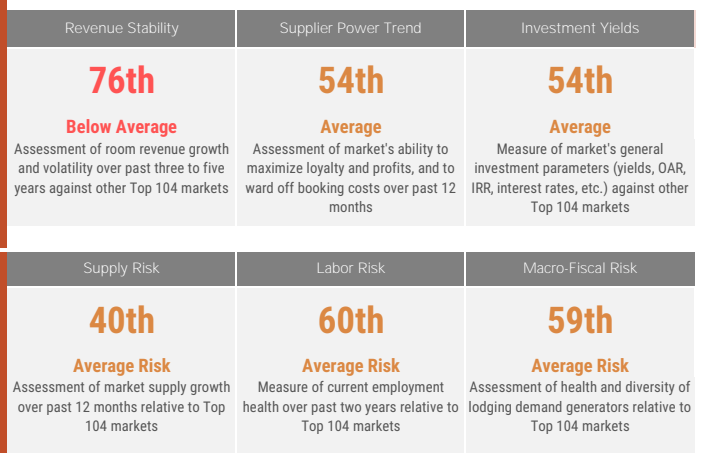 Revenue Stability
Supplier Power Trend
Investment Yields
76th
54th
54th
Below Average
Average
Average
Assessment of room revenue growth
and volatility over past three to five
years against other Top 104 markets
Assessment of market's ability to
maximize loyalty and profits, and to
ward off booking costs over past 12
months
Measure of market's general
investment parameters (yields, OAR,
IRR, interest rates, etc.) against other
Top 104 markets
Supply Risk
Labor Risk
Macro-Fiscal Risk
40th
60th
59th
Average Risk
Average Risk
Average Risk
Assessment of market supply growth
over past 12 months relative to Top
104 markets
Measure of current employment
health over past two years relative to
Top 104 markets
Assessment of health and diversity of
lodging demand generators relative to
Top 104 markets